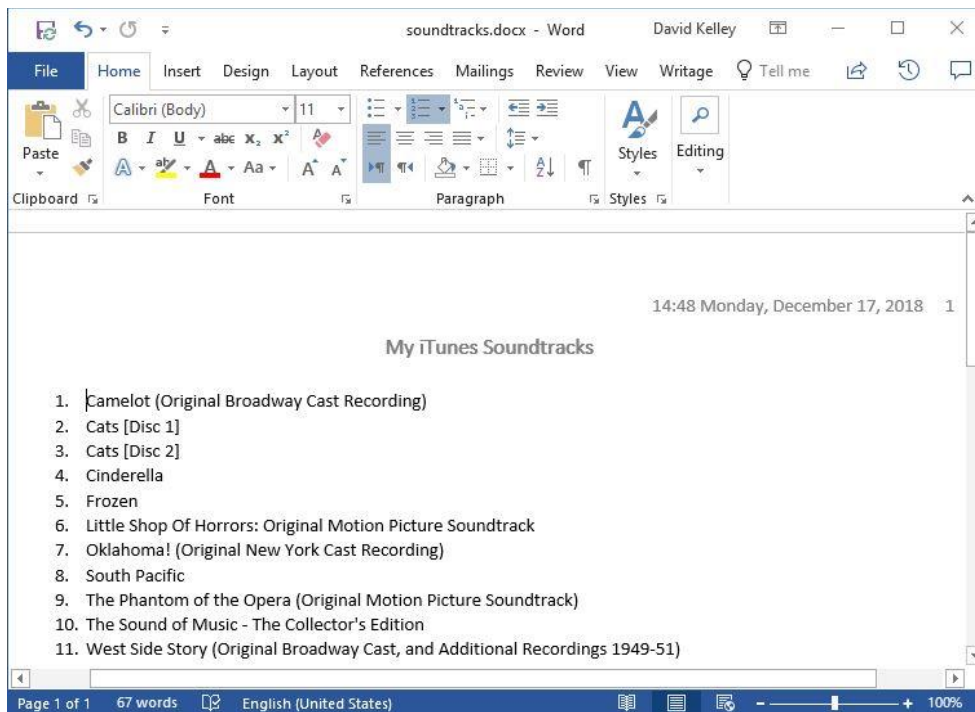 soundtracks.docx - Word David Kelley
File Home Insert Design Layout References Mailings Review View Writage Tell me
Calibri (Body) 11
B I U abc X₂ X²
A ab A Aa A A
Paste Styles Editing
Clipboard Font Paragraph Styles
14:48 Monday, December 17, 2018 1
My iTunes Soundtracks
1. Camelot (Original Broadway Cast Recording)
2. Cats [Disc 1]
3. Cats [Disc 2]
4. Cinderella
5. Frozen
6. Little Shop Of Horrors: Original Motion Picture Soundtrack
7. Oklahoma! (Original New York Cast Recording)
8. South Pacific
9. The Phantom of the Opera (Original Motion Picture Soundtrack)
10. The Sound of Music - The Collector's Edition
11. West Side Story (Original Broadway Cast, and Additional Recordings 1949-51)
Page 1 of 1 67 words English (United States) 100%